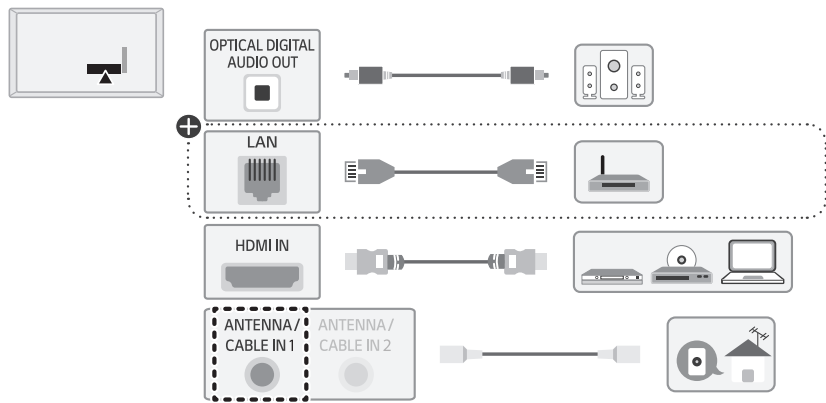 OPTICAL DIGITAL
AUDIO OUT
LAN
HDMI IN
ANTENNA /
CABLE IN 1
ANTENNA /
CABLE IN 2